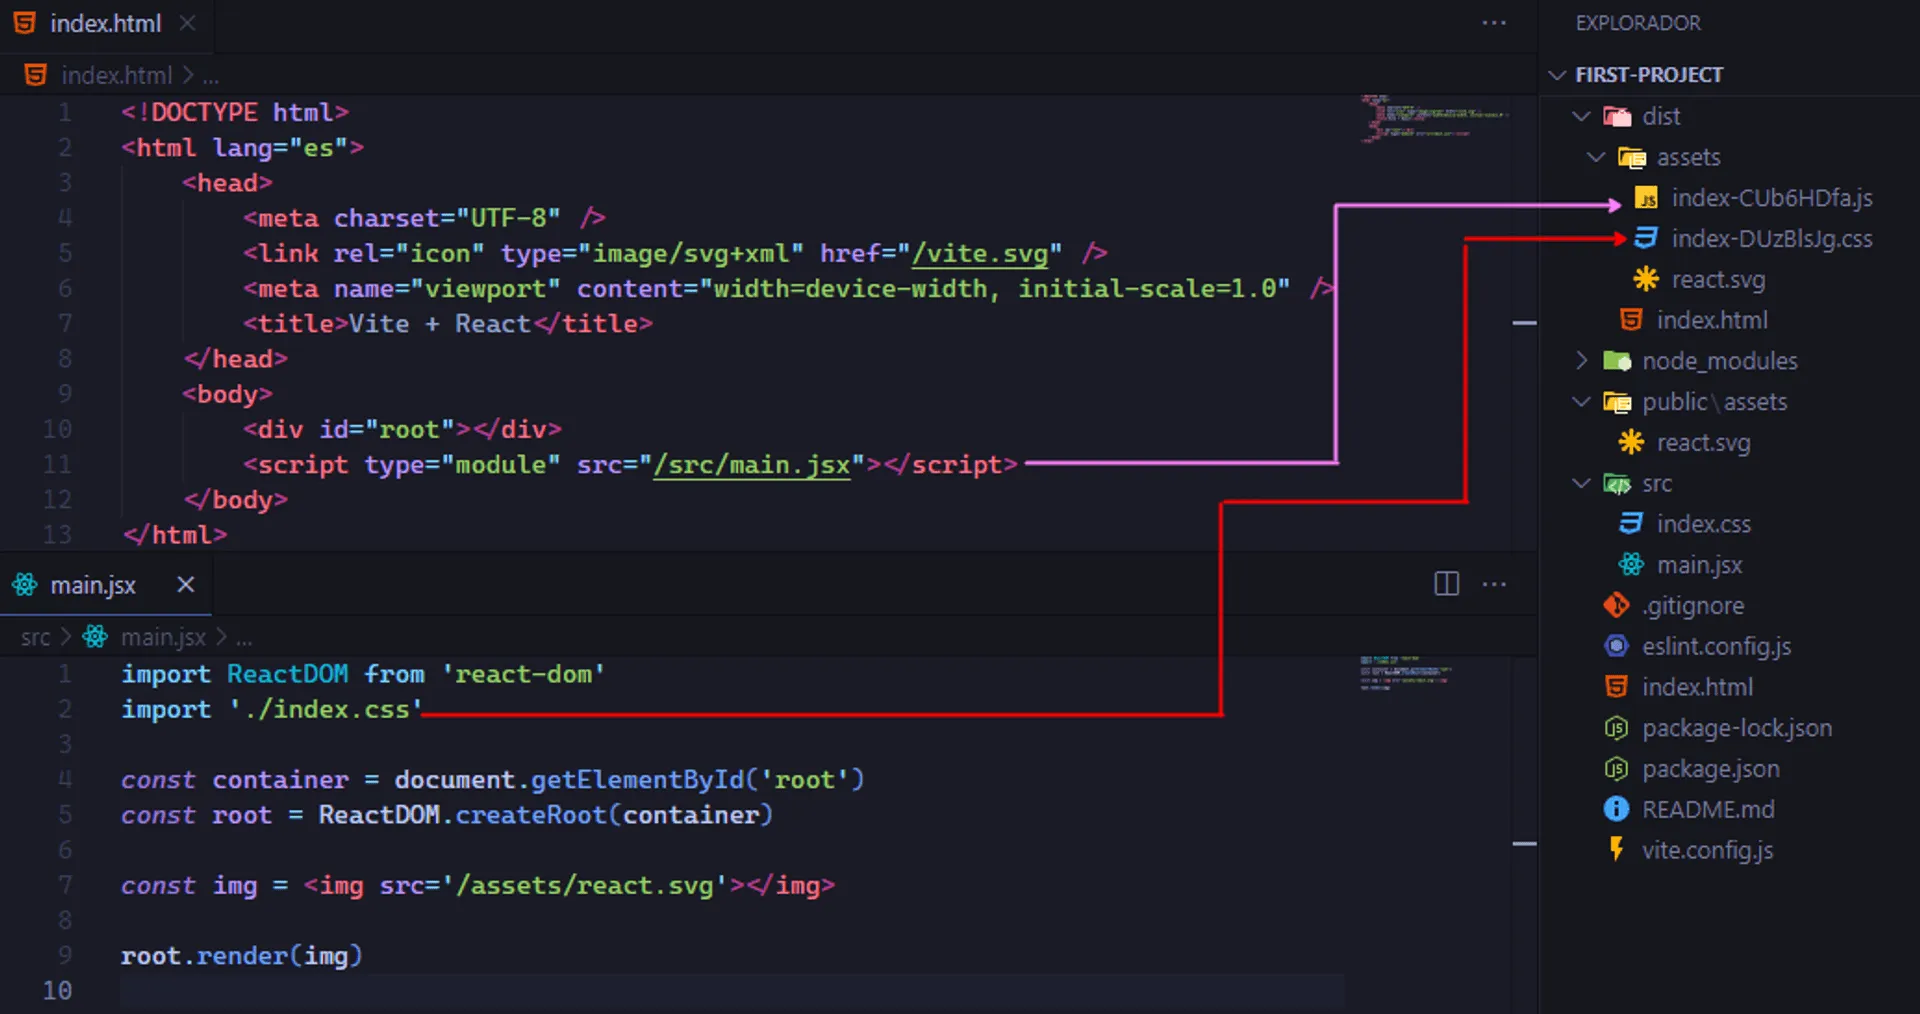 index.html
index.html > ...
1 <!DOCTYPE html>
2 <html lang="es">
3 <head>
4 <meta charset="UTF-8" />
5 <link rel="icon" type="image/svg+xml" href="/vite.svg" />
6 <meta name="viewport" content="width=device-width, initial-scale=1.0" />
7 <title>Vite + React</title>
8 </head>
9 <body>
10 <div id="root"></div>
11 <script type="module" src="/src/main.jsx"></script>
12 </body>
13 </html>
main.jsx
src > main.jsx > ...
1 import ReactDOM from 'react-dom'
2 import './index.css'
3
4 const container = document.getElementById('root')
5 const root = ReactDOM.createRoot(container)
6
7 const img = <img src='/assets/react.svg'></img>
8
9 root.render(img)
10
EXPLORADOR
FIRST-PROJECT
dist
assets
index-CUb6HDfa.js
index-DUzBlsJg.css
react.svg
index.html
node_modules
public\assets
react.svg
src
index.css
main.jsx
.gitignore
eslint.config.js
index.html
package-lock.json
package.json
README.md
vite.config.js